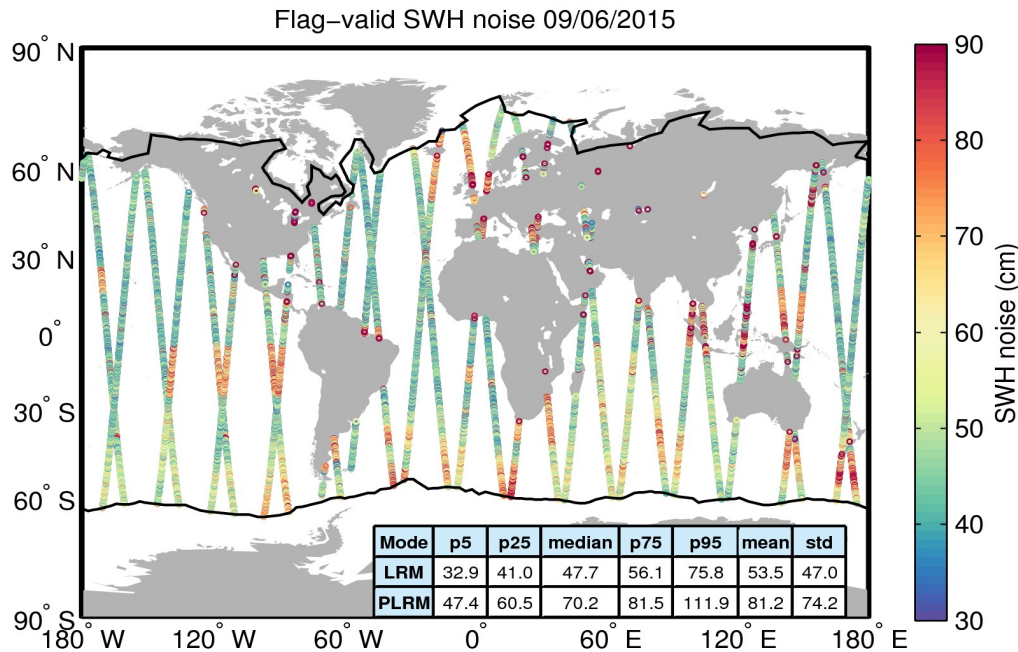 Flag−valid SWH noise 09/06/2015
90° N
60° N
30° N
0°
30° S
60° S
90° S
180° W
120° W
60° W
0°
60° E
120° E
180° E
Mode p5 p25 median p75 p95 mean std
LRM 32.9 41.0 47.7 56.1 75.8 53.5 47.0
PLRM 47.4 60.5 70.2 81.5 111.9 81.2 74.2
90
80
70
60
50
40
30
SWH noise (cm)